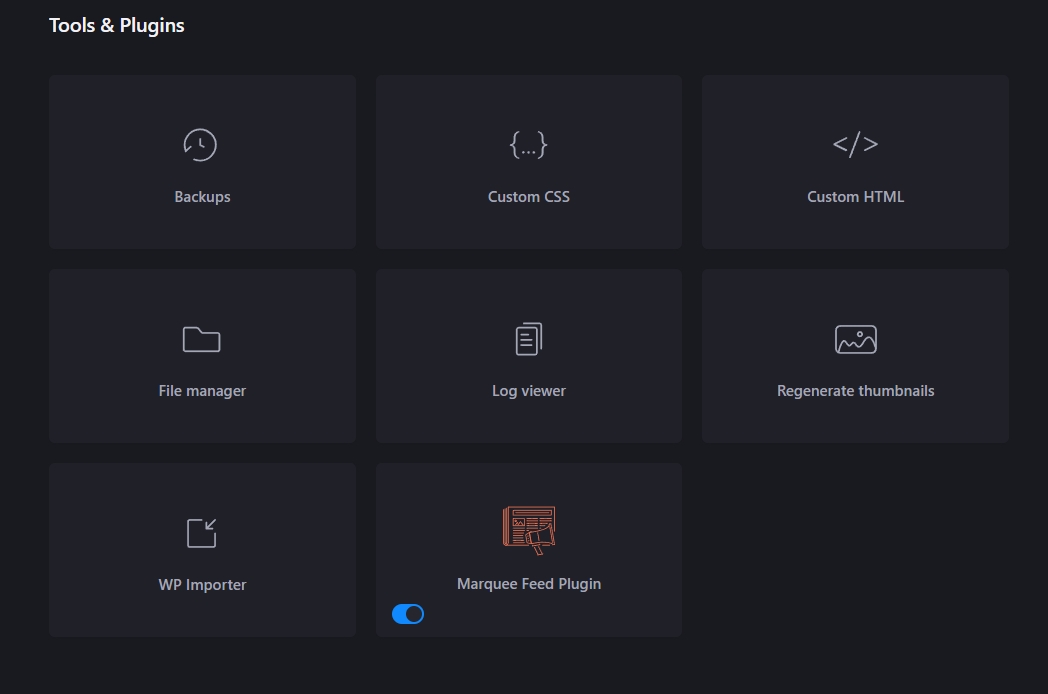 Tools & Plugins
Backups
Custom CSS
Custom HTML
File manager
Log viewer
Regenerate thumbnails
WP Importer
Marquee Feed Plugin